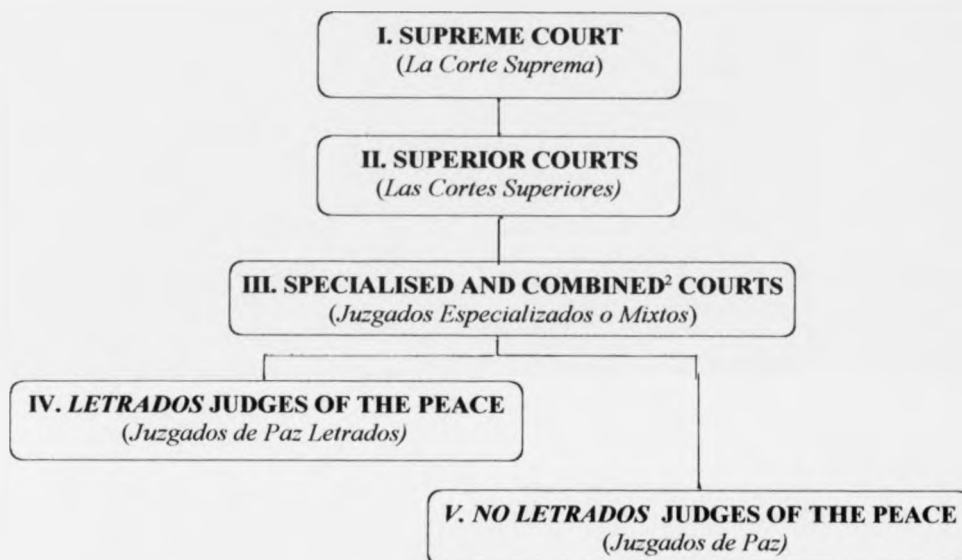 I. SUPREME COURT
(La Corte Suprema)
II. SUPERIOR COURTS
(Las Cortes Superiores)
III. SPECIALISED AND COMBINED² COURTS
(Juzgados Especializados o Mixtos)
IV. LETRADOS JUDGES OF THE PEACE
(Juzgados de Paz Letrados)
V. NO LETRADOS JUDGES OF THE PEACE
(Juzgados de Paz)